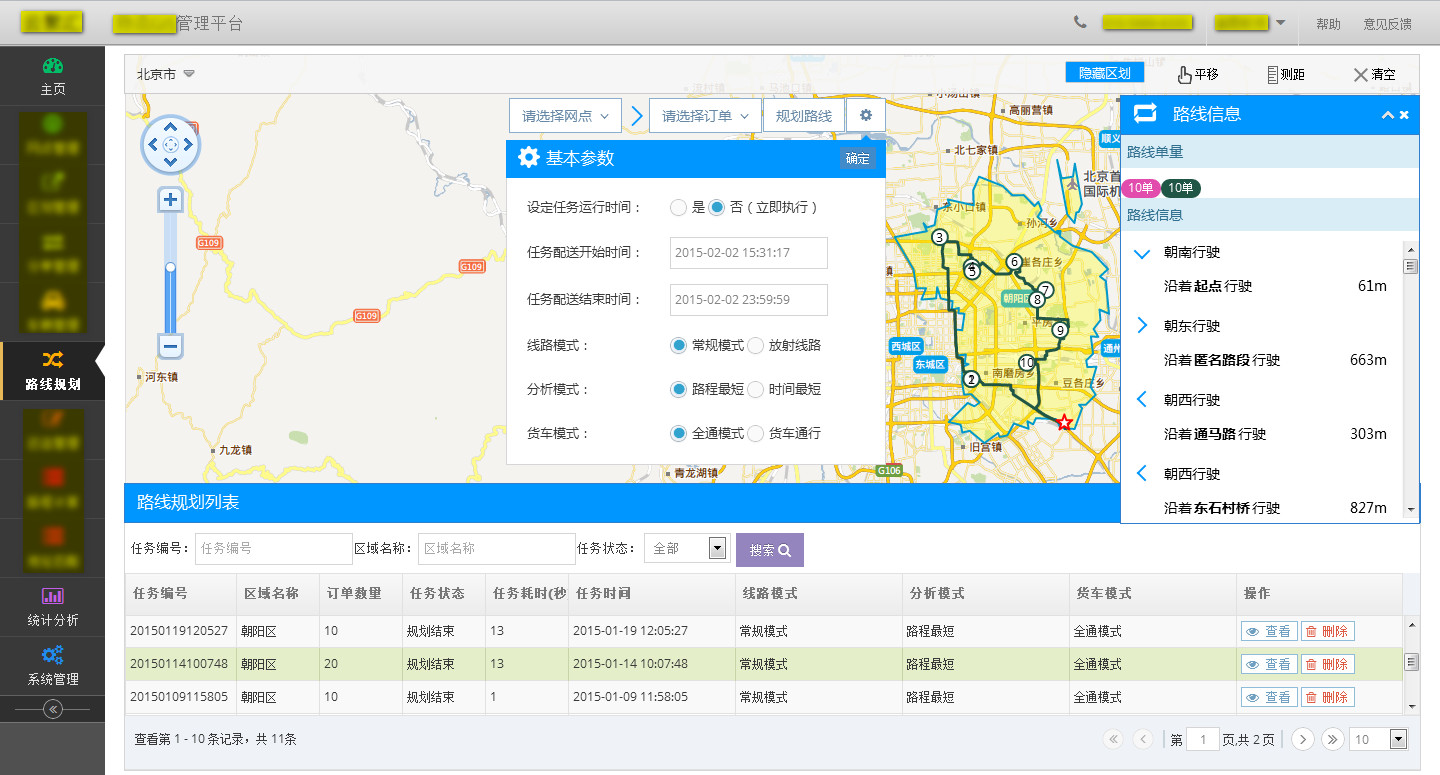 管理平台
帮助
意见反馈
主页
路线规划
统计分析
系统管理
北京市
隐藏区划
平移
测距
清空
请选择网点
请选择订单
规划路线
基本参数
确定
设定任务运行时间：
是
否 ( 立即执行 )
任务配送开始时间：
2015-02-02 15:31:17
任务配送结束时间：
2015-02-02 23:59:59
线路模式：
常规模式
放射线路
分析模式：
路程最短
时间最短
货车模式：
全通模式
货车通行
G109
G109
G109
G106
河东镇
九龙镇
青龙湖镇
高丽营镇
北七家镇
东小口镇
孙河乡
崔各庄乡
朝阳区
西城区
东城区
南磨房乡
豆各庄乡
旧宫镇
3
5
6
7
8
9
10
2
路线信息
路线单量
10单
10单
路线信息
朝南行驶
沿着起点行驶
61m
朝东行驶
沿着匿名路段行驶
663m
朝西行驶
沿着通马路行驶
303m
朝西行驶
沿着东石村桥行驶
827m
路线规划列表
任务编号：
任务编号
区域名称：
区域名称
任务状态：
全部
搜索
任务编号 区域名称 订单数量 任务状态 任务耗时(秒 任务时间 线路模式 分析模式 货车模式 操作
20150119120527 朝阳区 10 规划结束 13 2015-01-19 12:05:27 常规模式 路程最短 全通模式 查看 删除
20150114100748 朝阳区 20 规划结束 13 2015-01-14 10:07:48 常规模式 路程最短 全通模式 查看 删除
20150109115805 朝阳区 10 规划结束 1 2015-01-09 11:58:05 常规模式 路程最短 全通模式 查看 删除
查看第 1 - 10 条记录，共 11条
第 1 页,共 2 页
10